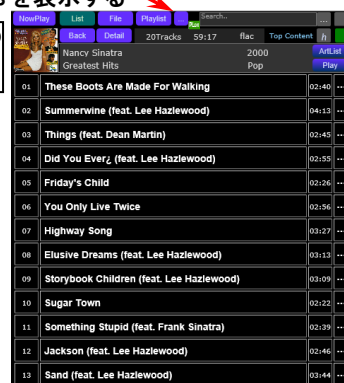 を表示する
NowPlay List File Playlist ... Search.. ...
Back Detail 20Tracks 59:17 flac Top Content h
Nancy Sinatra 2000 ArtList
Greatest Hits Pop Play
01 These Boots Are Made For Walking 02:40 ...
02 Summerwine (feat. Lee Hazlewood) 04:13 ...
03 Things (feat. Dean Martin) 02:45 ...
04 Did You Ever¿ (feat. Lee Hazlewood) 02:55 ...
05 Friday's Child 02:26 ...
06 You Only Live Twice 02:56 ...
07 Highway Song 03:27 ...
08 Elusive Dreams (feat. Lee Hazlewood) 03:13 ...
09 Storybook Children (feat. Lee Hazlewood) 03:09 ...
10 Sugar Town 02:22 ...
11 Something Stupid (feat. Frank Sinatra) 02:39 ...
12 Jackson (feat. Lee Hazlewood) 02:46 ...
13 Sand (feat. Lee Hazlewood) 03:44 ...